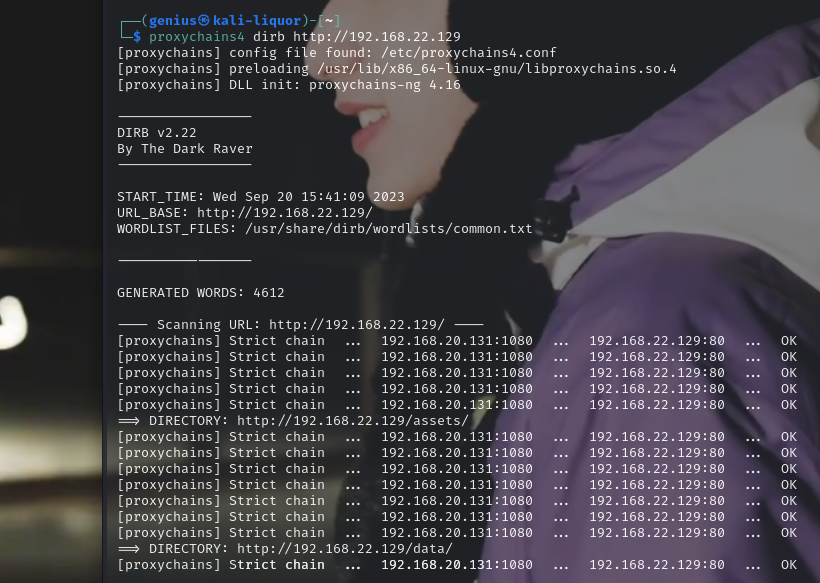 ┌──(genius㉿kali-liquor)-[~]
└─$ proxychains4 dirb http://192.168.22.129
[proxychains] config file found: /etc/proxychains4.conf
[proxychains] preloading /usr/lib/x86_64-linux-gnu/libproxychains.so.4
[proxychains] DLL init: proxychains-ng 4.16
-----------------
DIRB v2.22
By The Dark Raver
-----------------
START_TIME: Wed Sep 20 15:41:09 2023
URL_BASE: http://192.168.22.129/
WORDLIST_FILES: /usr/share/dirb/wordlists/common.txt
-----------------
GENERATED WORDS: 4612
---- Scanning URL: http://192.168.22.129/ ----
[proxychains] Strict chain ... 192.168.20.131:1080 ... 192.168.22.129:80 ... OK
[proxychains] Strict chain ... 192.168.20.131:1080 ... 192.168.22.129:80 ... OK
[proxychains] Strict chain ... 192.168.20.131:1080 ... 192.168.22.129:80 ... OK
[proxychains] Strict chain ... 192.168.20.131:1080 ... 192.168.22.129:80 ... OK
[proxychains] Strict chain ... 192.168.20.131:1080 ... 192.168.22.129:80 ... OK
==> DIRECTORY: http://192.168.22.129/assets/
[proxychains] Strict chain ... 192.168.20.131:1080 ... 192.168.22.129:80 ... OK
[proxychains] Strict chain ... 192.168.20.131:1080 ... 192.168.22.129:80 ... OK
[proxychains] Strict chain ... 192.168.20.131:1080 ... 192.168.22.129:80 ... OK
[proxychains] Strict chain ... 192.168.20.131:1080 ... 192.168.22.129:80 ... OK
[proxychains] Strict chain ... 192.168.20.131:1080 ... 192.168.22.129:80 ... OK
[proxychains] Strict chain ... 192.168.20.131:1080 ... 192.168.22.129:80 ... OK
[proxychains] Strict chain ... 192.168.20.131:1080 ... 192.168.22.129:80 ... OK
==> DIRECTORY: http://192.168.22.129/data/
[proxychains] Strict chain ... 192.168.20.131:1080 ... 192.168.22.129:80 ... OK